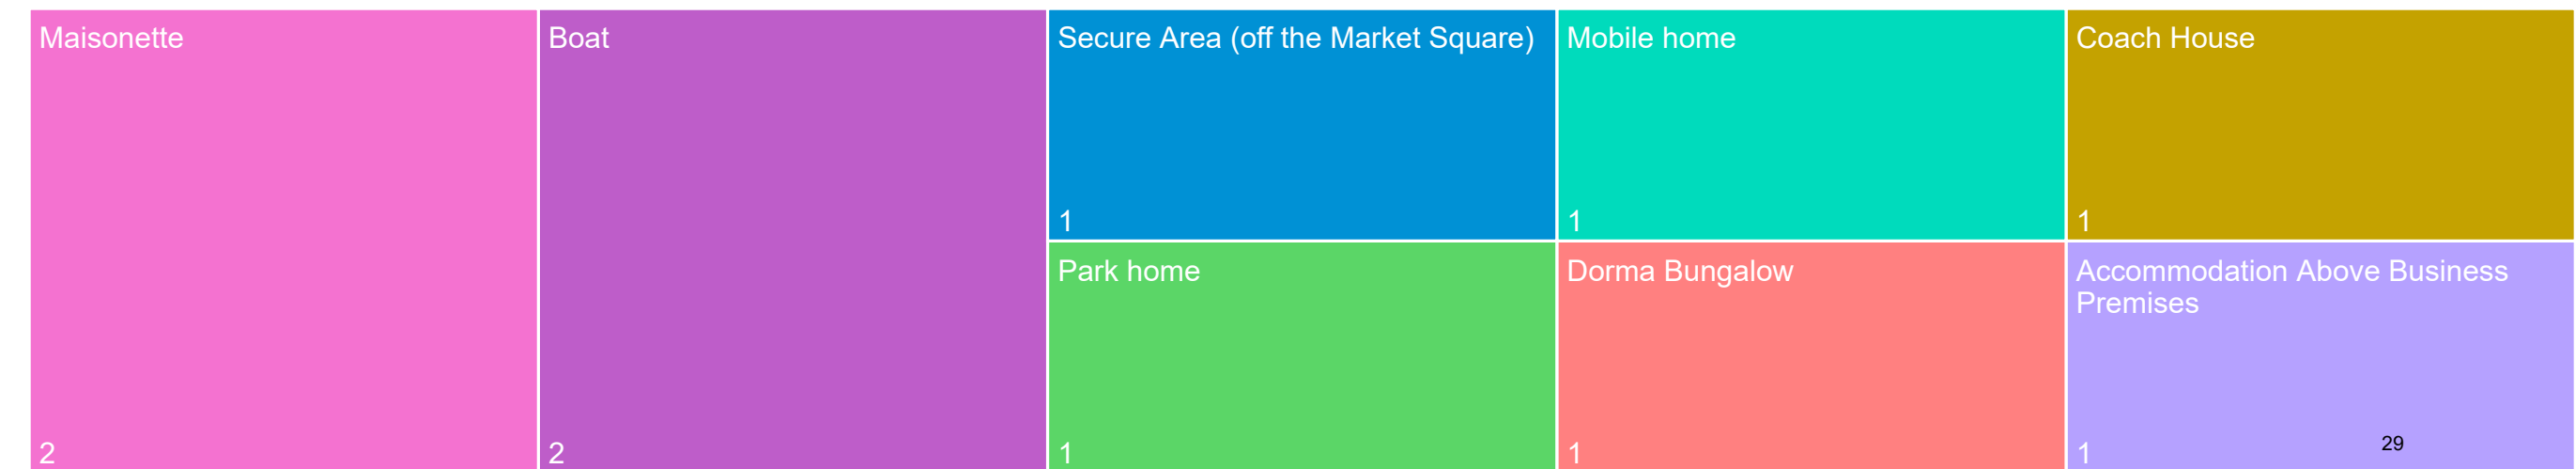 Maisonette
2
Boat
2
Secure Area (off the Market Square)
1
Mobile home
1
Coach House
1
Park home
1
Dorma Bungalow
1
Accommodation Above Business
Premises
1
29